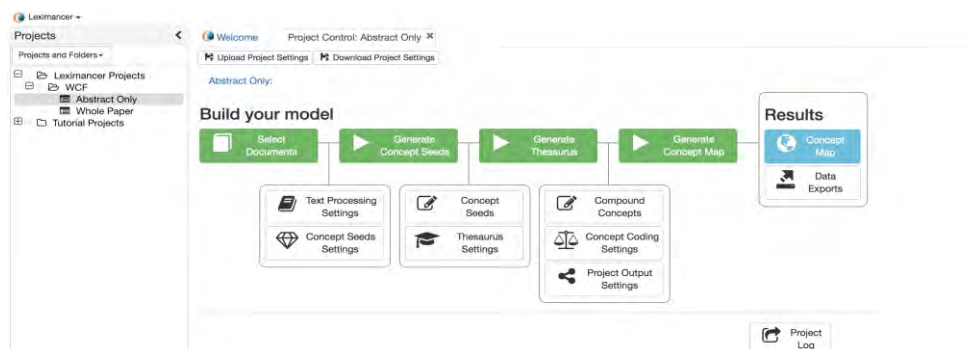 Leximancer
Projects
Welcome
Project Control: Abstract Only
Projects and Folders
Upload Project Settings
Download Project Settings
Leximancer Projects
WCF
Abstract Only
Whole Paper
Tutorial Projects
Abstract Only:
Build your model
Results
Select
Documents
Generate
Concept Seeds
Generate
Thesaurus
Generate
Concept Map
Concept
Map
Data
Exports
Text Processing
Settings
Concept Seeds
Settings
Concept
Seeds
Thesaurus
Settings
Compound
Concepts
Concept Coding
Settings
Project Output
Settings
Project
Log